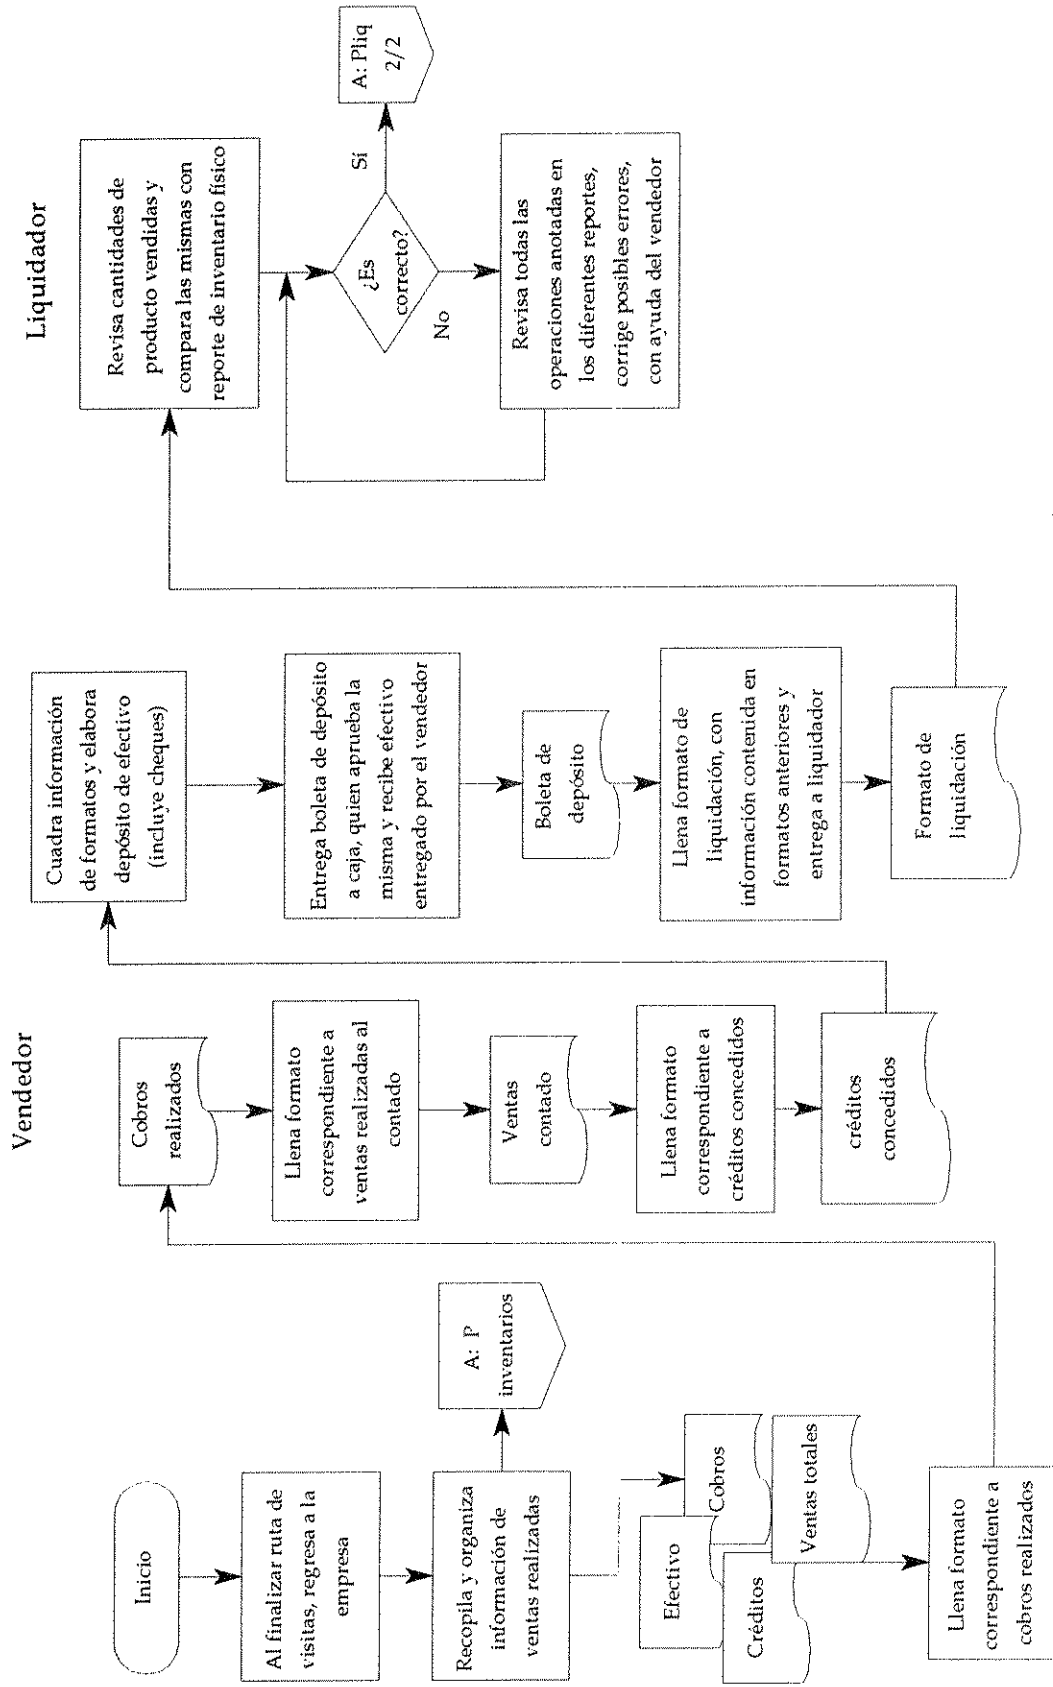 Vendedor
Liquidador
Inicio
Al finalizar ruta de
visitas, regresa a la
empresa
Recopila y organiza
información de
ventas realizadas
A: P
inventarios
Efectivo
Cobros
Créditos
Ventas totales
Llena formato
correspondiente a
cobros realizados
Cobros
realizados
Llena formato
correspondiente a
ventas realizadas al
contado
Ventas
contado
Llena formato
correspondiente a
créditos concedidos
créditos
concedidos
Cuadra información
de formatos y elabora
depósito de efectivo
(incluye cheques)
Entrega boleta de depósito
a caja, quien aprueba la
misma y recibe efectivo
entregado por el vendedor
Boleta de
depósito
Llena formato de
liquidación, con
información contenida en
formatos anteriores y
entrega a liquidador
Formato de
liquidación
Revisa cantidades de
producto vendidas y
compara las mismas con
reporte de inventario físico
¿Es
correcto?
Sí
A: Pliq
2/2
No
Revisa todas las
operaciones anotadas en
los diferentes reportes,
corrige posibles errores,
con ayuda del vendedor